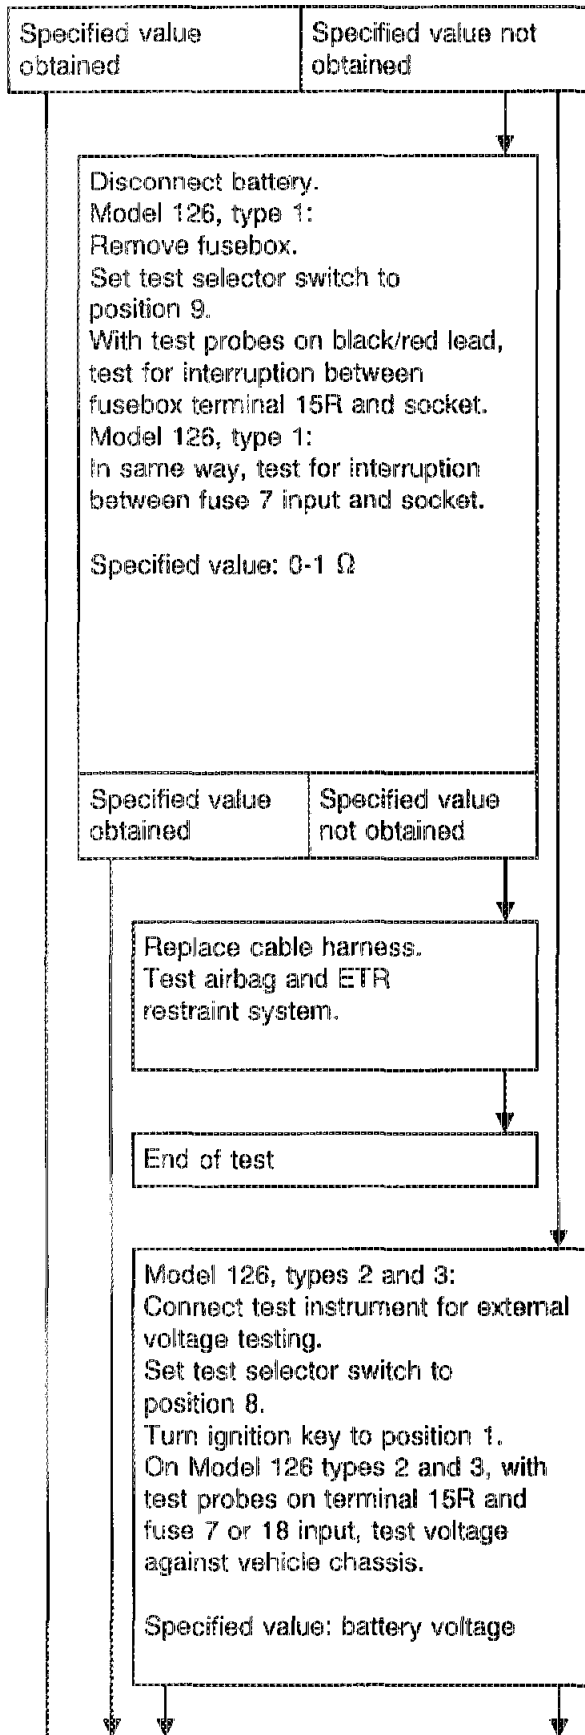 Specified value
obtained
Specified value not
obtained
Disconnect battery.
Model 126, type 1:
Remove fusebox.
Set test selector switch to
position 9.
With test probes on black/red lead,
test for interruption between
fusebox terminal 15R and socket.
Model 126, type 1:
In same way, test for interruption
between fuse 7 input and socket.
Specified value: 0-1 Ω
Specified value
obtained
Specified value
not obtained
Replace cable harness.
Test airbag and ETR
restraint system.
End of test
Model 126, types 2 and 3:
Connect test instrument for external
voltage testing.
Set test selector switch to
position 8.
Turn ignition key to position 1.
On Model 126 types 2 and 3, with
test probes on terminal 15R and
fuse 7 or 18 input, test voltage
against vehicle chassis.
Specified value: battery voltage